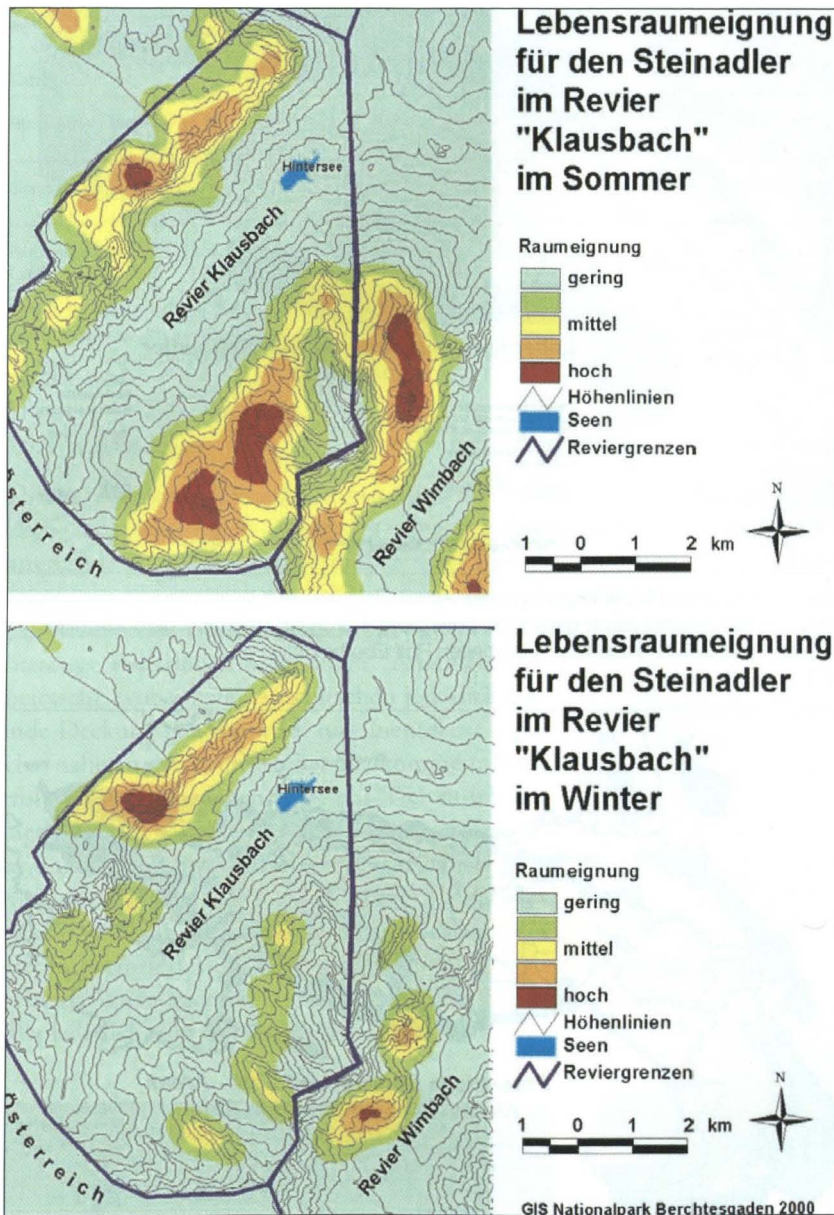 Lebensraumeignung
für den Steinadler
im Revier
"Klausbach"
im Sommer
Hintersee
Revier Klausbach
Revier Wimbach
Österreich
Raumeignung
gering
mittel
hoch
Höhenlinien
Seen
Reviergrenzen
N
1 0 1 2 km
Lebensraumeignung
für den Steinadler
im Revier
"Klausbach"
im Winter
Hintersee
Revier Klausbach
Revier Wimbach
Österreich
Raumeignung
gering
mittel
hoch
Höhenlinien
Seen
Reviergrenzen
N
1 0 1 2 km
GIS Nationalpark Berchtesgaden 2000